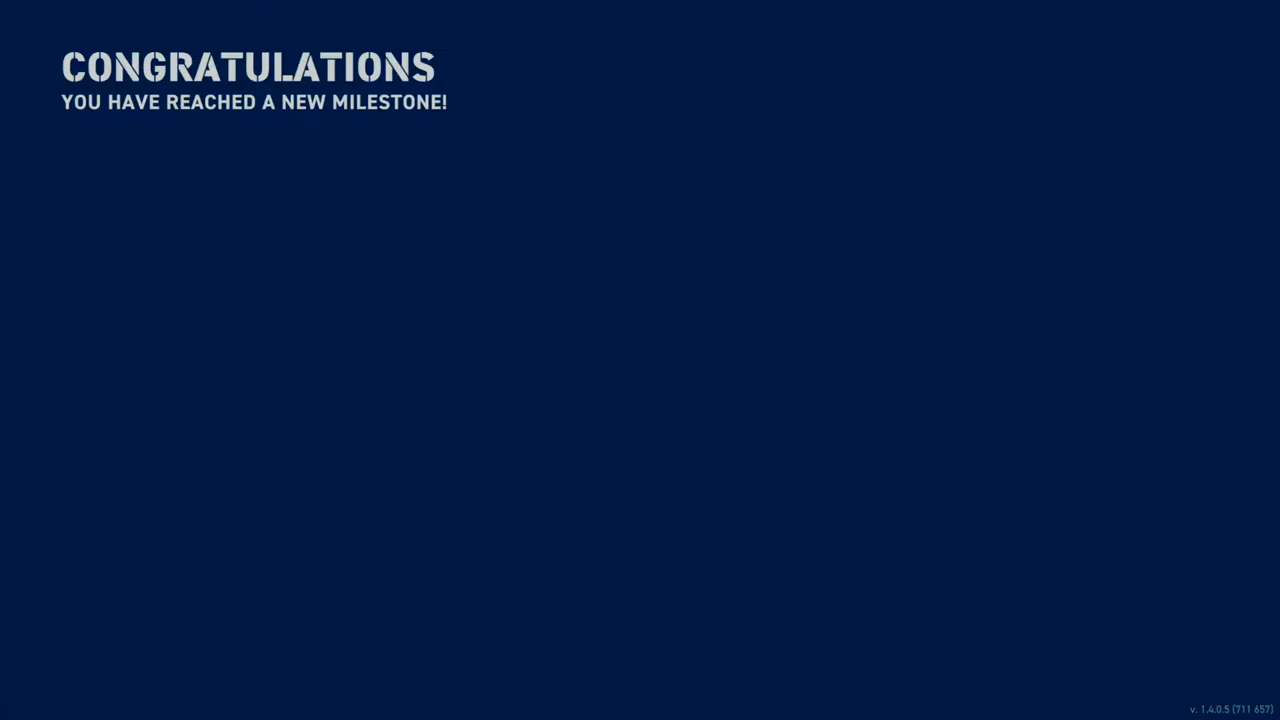 CONGRATULATIONS
YOU HAVE REACHED A NEW MILESTONE!
v. 1.4.0.5 (711 657)